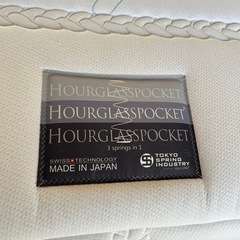 HOURGLASSPOCKET
HOURGLASSPOCKET
HOURGLASSPOCKET
3 springs in 1
SWISS TECHNOLOGY
MADE IN JAPAN
TOKYO
SPRING
INDUSTRY